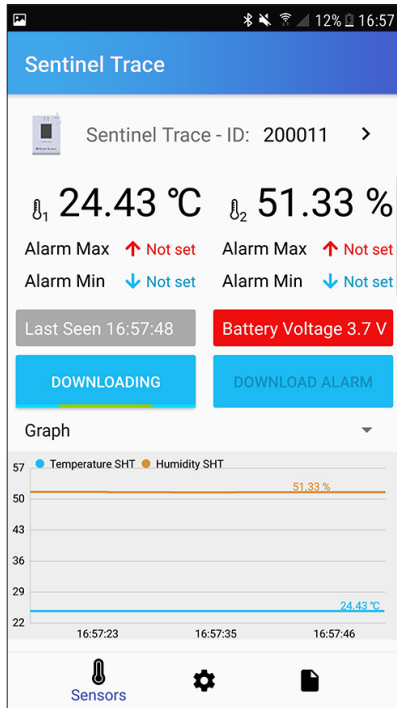 12% 16:57
Sentinel Trace
Sentinel Trace - ID: 200011
1 24.43 ℃ 2 51.33 %
Alarm Max Not set Alarm Max Not set
Alarm Min Not set Alarm Min Not set
Last Seen 16:57:48 Battery Voltage 3.7 V
DOWNLOADING DOWNLOAD ALARM
Graph
57 Temperature SHT Humidity SHT
51.33 %
50
43
36
29
24.43 ℃
22
16:57:23 16:57:35 16:57:46
Sensors